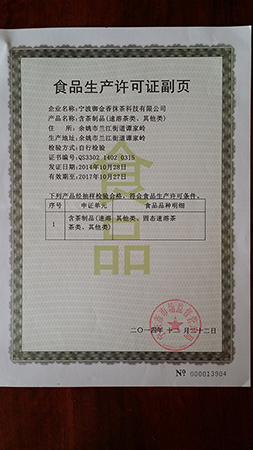 食品生产许可证副页
企业名称:宁波御金香抹茶科技有限公司
产品名称:含茶制品(速溶茶类、其他类)
住 所:余姚市兰江街道谭家岭
生产地址:余姚市兰江街道谭家岭
检验方式:自行检验
证书编号:QS3302 1402 0315
发证日期:2014年10月28日
有效期至:2017年10月27日
下列产品经抽样检验合格,符合食品生产许可条件。
序号 申证单元 食品品种明细
1 含茶制品(速溶茶类、其他类) 其他类、固态速溶茶
食品
二〇一四年 十 月二十二日
№ 000013904